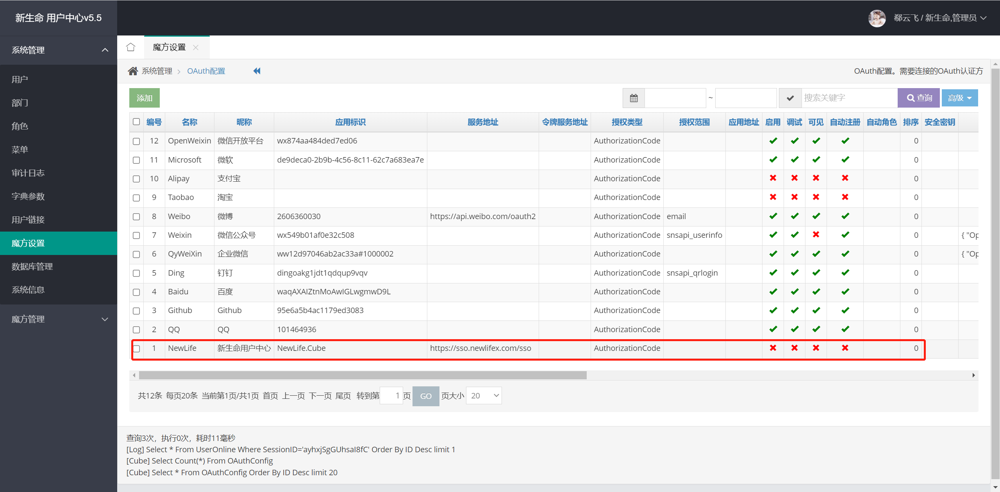 新生命 用户中心v5.5
郗云飞 / 新生命,管理员
系统管理
用户
部门
角色
菜单
审计日志
字典参数
用户链接
魔方设置
数据库管理
系统信息
魔方管理
魔方设置
系统管理 OAuth配置
OAuth配置。需要连接的OAuth认证方
添加 ~ 搜索关键字 查询 高级
编号 名称 昵称 应用标识 服务地址 令牌服务地址 授权类型 授权范围 应用地址 启用 调试 可见 自动注册 自动角色 排序 安全密钥
12 OpenWeixin 微信开放平台 wx874aa484ded7ed06 AuthorizationCode 0
11 Microsoft 微软 de9deca0-2b9b-4c56-8c11-62c7a683ea7e AuthorizationCode 0
10 Alipay 支付宝 AuthorizationCode 0
9 Taobao 淘宝 AuthorizationCode 0
8 Weibo 微博 2606360030 https://api.weibo.com/oauth2 AuthorizationCode email 0
7 Weixin 微信公众号 wx549b01af0e32c508 AuthorizationCode snsapi_userinfo 0 { "Op
6 QyWeiXin 企业微信 ww12d97046ab2ac33a#1000002 AuthorizationCode 0 { "Op
5 Ding 钉钉 dingoakg1jdt1qdqup9vqv AuthorizationCode snsapi_qrlogin 0
4 Baidu 百度 waqAXAIZtnMoAwIGLwgmwD9L AuthorizationCode 0
3 Github Github 95e6a5b4ac1179ed3083 AuthorizationCode 0
2 QQ QQ 101464936 AuthorizationCode 0
1 NewLife 新生命用户中心 NewLife.Cube https://sso.newlifex.com/sso AuthorizationCode 0
共12条 每页20条 当前第1页/共1页 首页 上一页 下一页 尾页 转到第 1 页 GO 页大小 20
查询3次，执行0次，耗时11毫秒
[Log] Select * From UserOnline Where SessionID='ayhxjSgGUhsaI8fC' Order By ID Desc limit 1
[Cube] Select Count(*) From OAuthConfig
[Cube] Select * From OAuthConfig Order By ID Desc limit 20